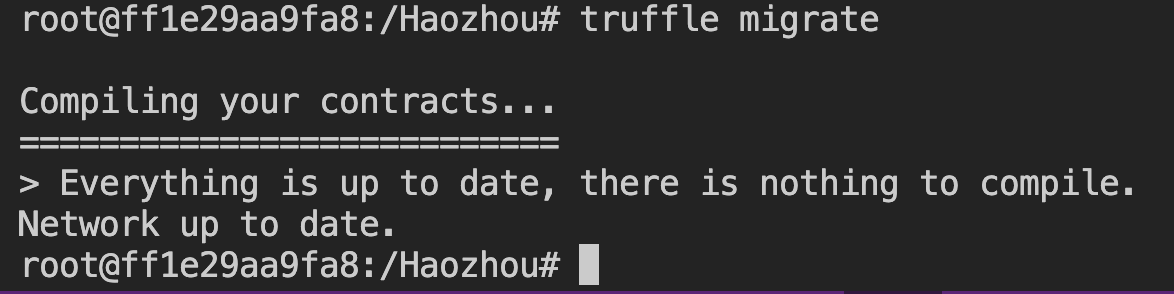 root@ff1e29aa9fa8:/Haozhou# truffle migrate
Compiling your contracts...
===========================
> Everything is up to date, there is nothing to compile.
Network up to date.
root@ff1e29aa9fa8:/Haozhou#